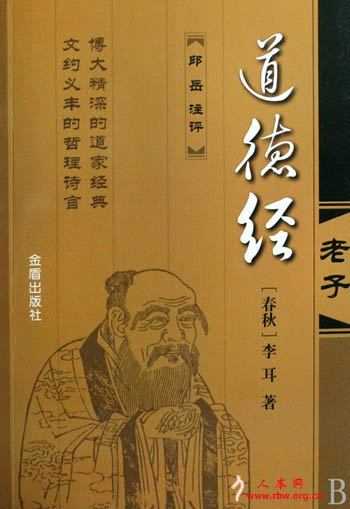 道德经
老子
[春秋] 李耳 著
邱岳 注评
博大精深的道家经典
文约义丰的哲理诗言
金盾出版社
人本网
www.rbw.org.cn
B